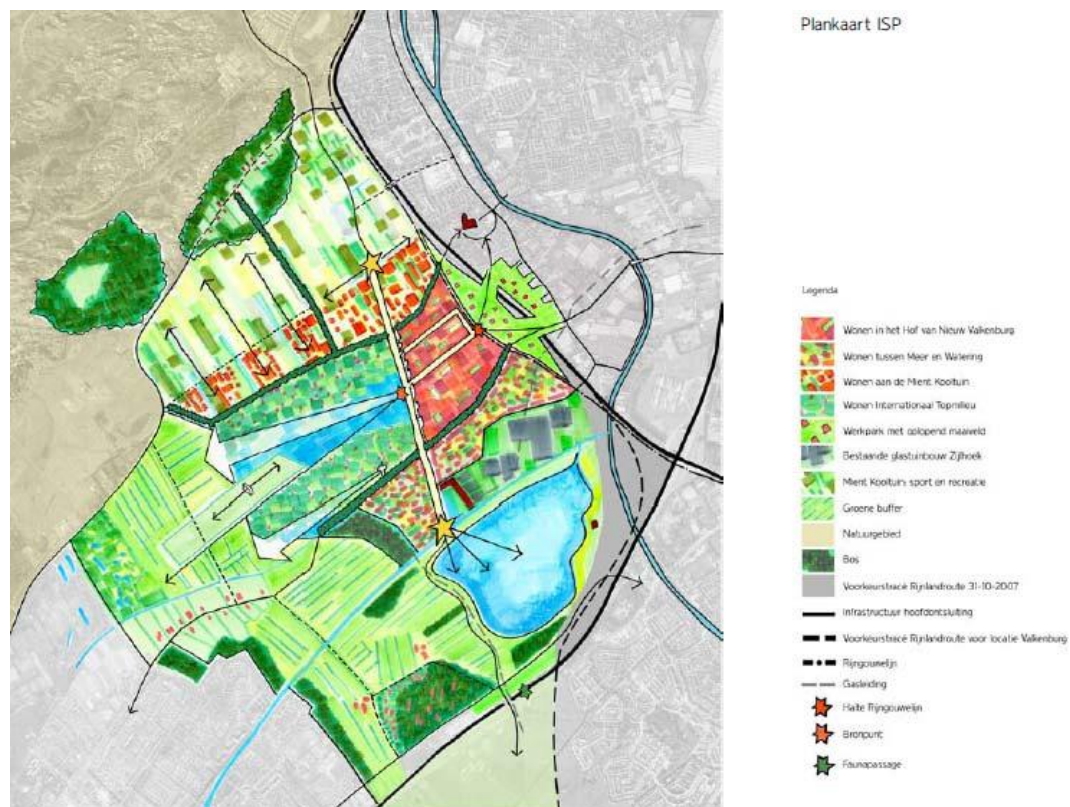 Plankaart ISP
Legenda
Wonen in het Hof van Nieuw Valkenburg
Wonen tussen Meer en Watering
Wonen aan de Mient Kooltuin
Wonen Internationaal Topmilieu
Werkpark met oplopend maaiveld
Bestaande glastuinbouw Zijlhoek
Mient Kooltuin: sport en recreatie
Groene buffer
Natuurgebied
Bos
Voorkeurstracé Rijnlandroute 31-10-2007
Infrastructuur hoofdontsluiting
Voorkeurstracé Rijnlandroute voor locatie Valkenburg
Rijngouwelijn
Gasleiding
Halte Rijngouwelijn
Bronpunt
Faunapassage